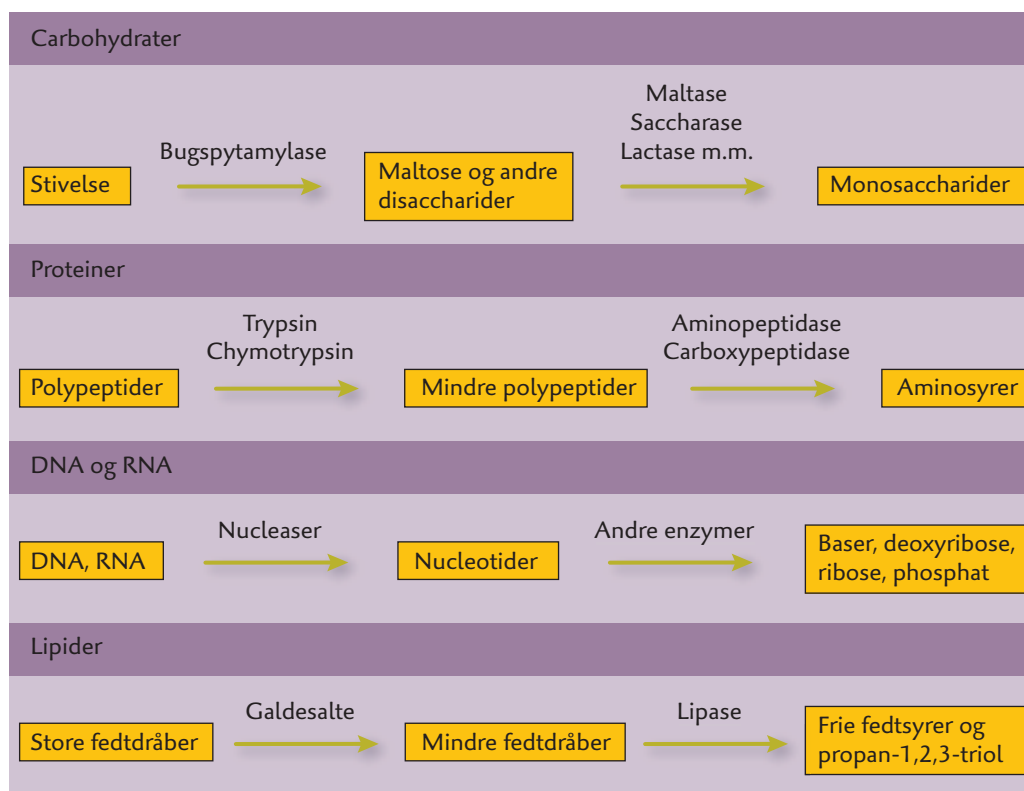 Carbohydrater
Maltase
Saccharase
Lactase m.m.
Bugspytamylase
Stivelse
Maltose og andre
disaccharider
Monosaccharider
Proteiner
Trypsin
Chymotrypsin
Aminopeptidase
Carboxypeptidase
Polypeptider
Mindre polypeptider
Aminosyrer
DNA og RNA
Nucleaser
Andre enzymer
DNA, RNA
Nucleotider
Baser, deoxyribose,
ribose, phosphat
Lipider
Galdesalte
Lipase
Store fedtdråber
Mindre fedtdråber
Frie fedtsyrer og
propan-1,2,3-triol